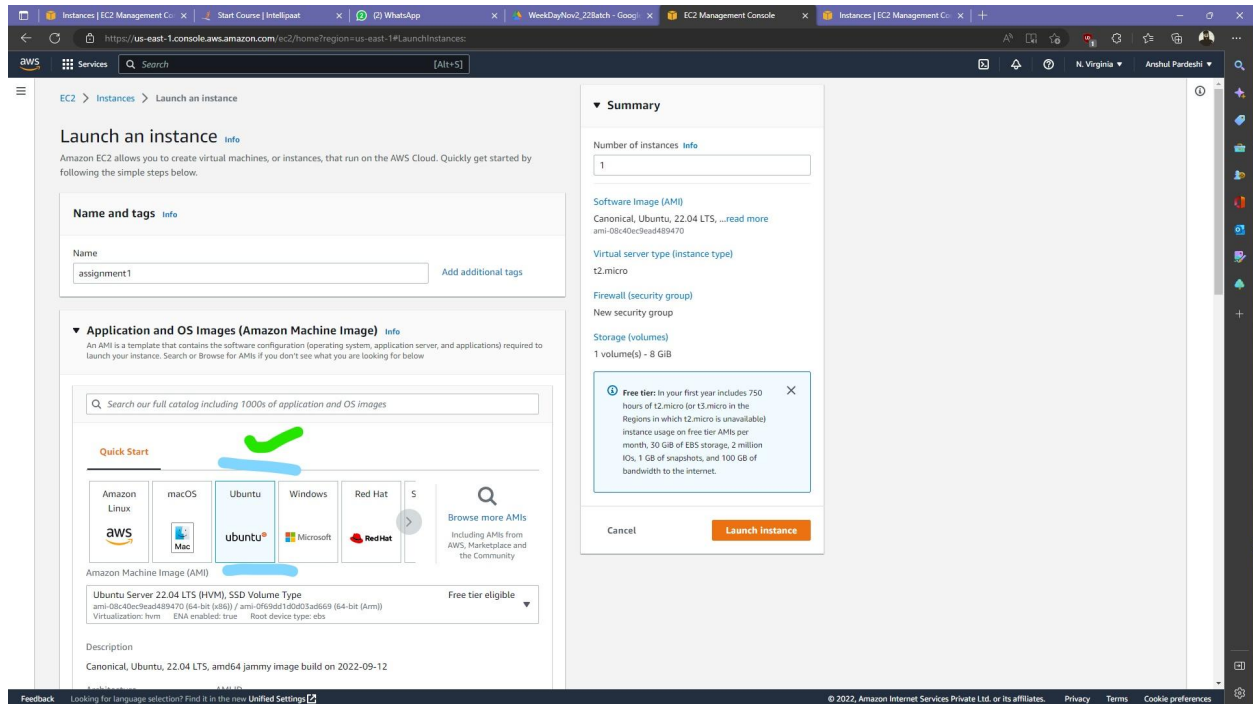 Instances | EC2 Management Co
Start Course | Intellipaat
(2) WhatsApp
WeekDayNov2_22Batch - Google
EC2 Management Console
Instances | EC2 Management Co
https://us-east-1.console.aws.amazon.com/ec2/home?region=us-east-1#LaunchInstances:
aws
Services
Search
[Alt+S]
N. Virginia
Anshul Pardeshi
EC2 > Instances > Launch an instance
Launch an instance Info
Amazon EC2 allows you to create virtual machines, or instances, that run on the AWS Cloud. Quickly get started by
following the simple steps below.
Name and tags Info
Name
assignment1
Add additional tags
Application and OS Images (Amazon Machine Image) Info
An AMI is a template that contains the software configuration (operating system, application server, and applications) required to
launch your instance. Search or Browse for AMIs if you don't see what you are looking for below
Search our full catalog including 1000s of application and OS images
Quick Start
Amazon
Linux
aws
macOS
Mac
Ubuntu
ubuntu
Windows
Microsoft
Red Hat
Red Hat
S
Browse more AMIs
Including AMIs from
AWS, Marketplace and
the Community
Amazon Machine Image (AMI)
Ubuntu Server 22.04 LTS (HVM), SSD Volume Type
Free tier eligible
ami-08c40ec9ead489470 (64-bit (x86)) / ami-0f69dd1d0d03ad669 (64-bit (Arm))
Virtualization: hvm ENA enabled: true Root device type: ebs
Description
Canonical, Ubuntu, 22.04 LTS, amd64 jammy image build on 2022-09-12
Summary
Number of instances Info
1
Software Image (AMI)
Canonical, Ubuntu, 22.04 LTS, ...read more
ami-08c40ec9ead489470
Virtual server type (instance type)
t2.micro
Firewall (security group)
New security group
Storage (volumes)
1 volume(s) - 8 GiB
Free tier: In your first year includes 750
hours of t2.micro (or t3.micro in the
Regions in which t2.micro is unavailable)
instance usage on free tier AMIs per
month, 30 GiB of EBS storage, 2 million
IOs, 1 GB of snapshots, and 100 GB of
bandwidth to the internet.
Cancel
Launch instance
Feedback
Looking for language selection? Find it in the new Unified Settings
© 2022, Amazon Internet Services Private Ltd. or its affiliates.
Privacy
Terms
Cookie preferences